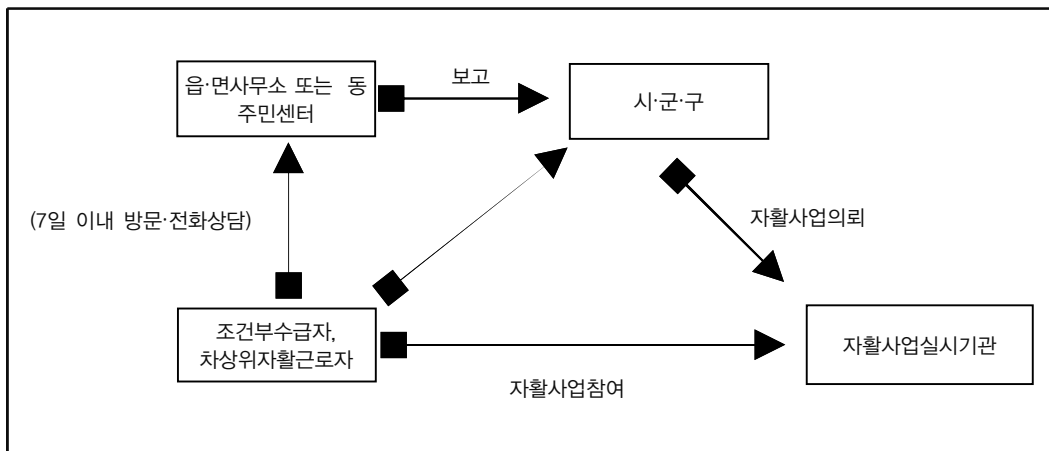 보고
읍·면사무소 또는 동
주민센터
시·군·구
(7일 이내 방문·전화상담)
자활사업의뢰
조건부수급자,
차상위자활근로자
자활사업실시기관
자활사업참여